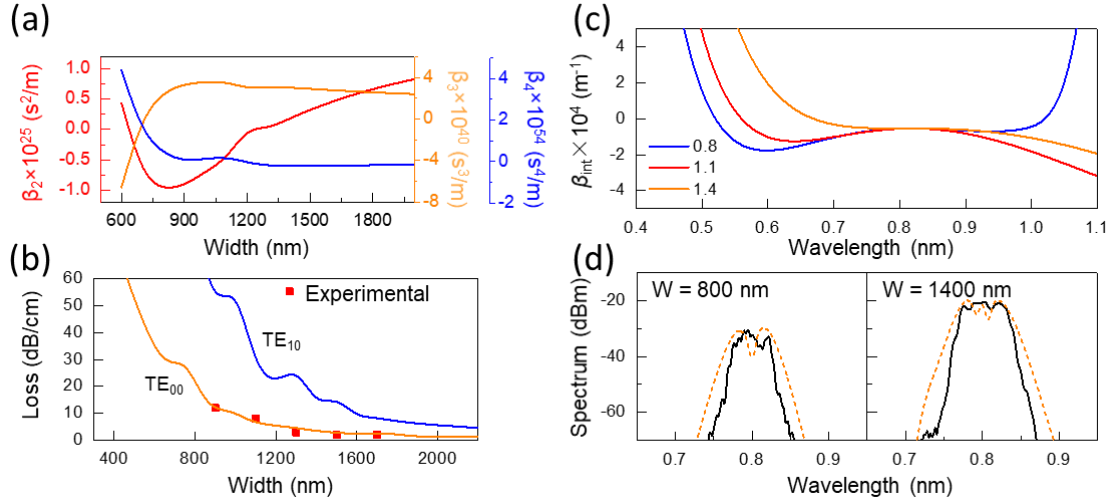 (a)
β2×10^25 (s^2/m)
1.0
0.5
0.0
-0.5
-1.0
4
0
-4
-8
β3×10^40 (s^3/m)
4
2
0
-2
β4×10^54 (s^4/m)
600 900 1200 1500 1800
Width (nm)
(b)
Loss (dB/cm)
60
50
40
30
20
10
0
Experimental
TE10
TE00
400 800 1200 1600 2000
Width (nm)
(c)
βint × 10^4 (m^-1)
4
2
0
-2
-4
0.8
1.1
1.4
0.4 0.5 0.6 0.7 0.8 0.9 1.0 1.1
Wavelength (nm)
(d)
Spectrum (dBm)
-20
-40
-60
W = 800 nm W = 1400 nm
0.7 0.8 0.9 0.7 0.8 0.9
Wavelength (nm)